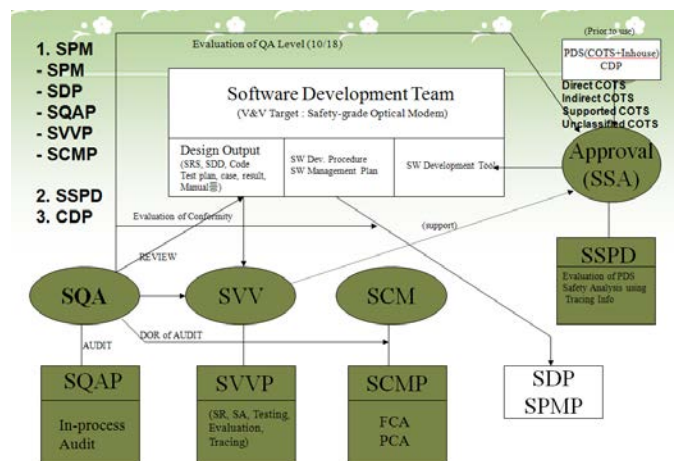 1. SPM
- SPM
- SDP
- SQAP
- SVVP
- SCMP
2. SSPD
3. CDP
Evaluation of QA Level (10/18)
(Prior to use)
PDS(COTS+Inhouse)
CDP
Direct COTS
Indirect COTS
Supported COTS
Unclassified COTS
Software Development Team
(V&V Target : Safety-grade Optical Modem)
Design Output
(SRS, SDD, Code
Test plan, case, result,
Manual등)
SW Dev. Procedure
SW Management Plan
SW Development Tool
Approval
(SSA)
Evaluation of Conformity
(support)
REVIEW
SSPD
Evaluation of PDS
Safety Analysis using
Tracing Info
SQA
SVV
SCM
AUDIT
DOR of AUDIT
SQAP
In-process
Audit
SVVP
(SR, SA, Testing,
Evaluation,
Tracing)
SCMP
FCA
PCA
SDP
SPMP